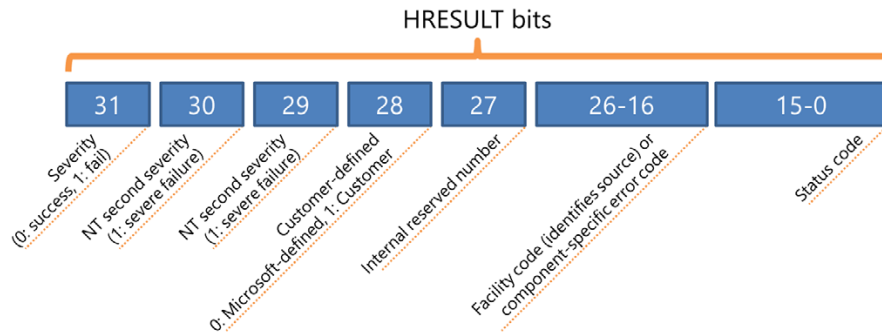 HRESULT bits
31
30
29
28
27
26-16
15-0
Severity
(0: success, 1: fail)
NT second severity
(1: severe failure)
NT second severity
(1: severe failure)
Customer-defined
0: Microsoft-defined, 1: Customer
Internal reserved number
Facility code (identifies source) or
component-specific error code
Status code